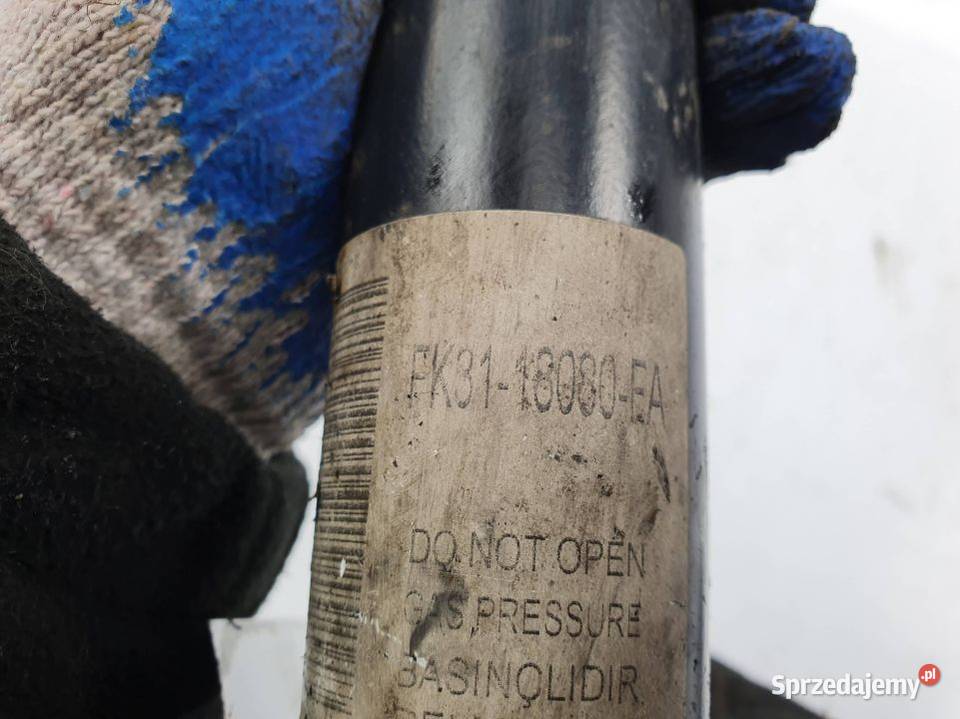 FK31-18080-EA
DO NOT OPEN
GAS PRESSURE
BASINÇLIDIR
Sprzedajemy.pl